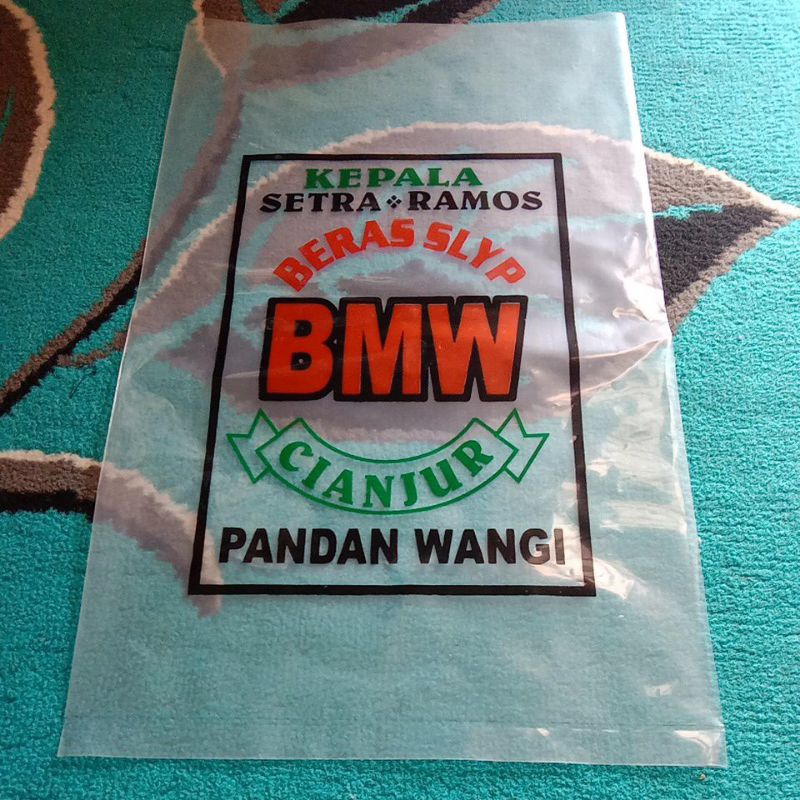 KEPALA
SETRA❖RAMOS
BERAS SLYP
BMW
CIANJUR
PANDAN WANGI